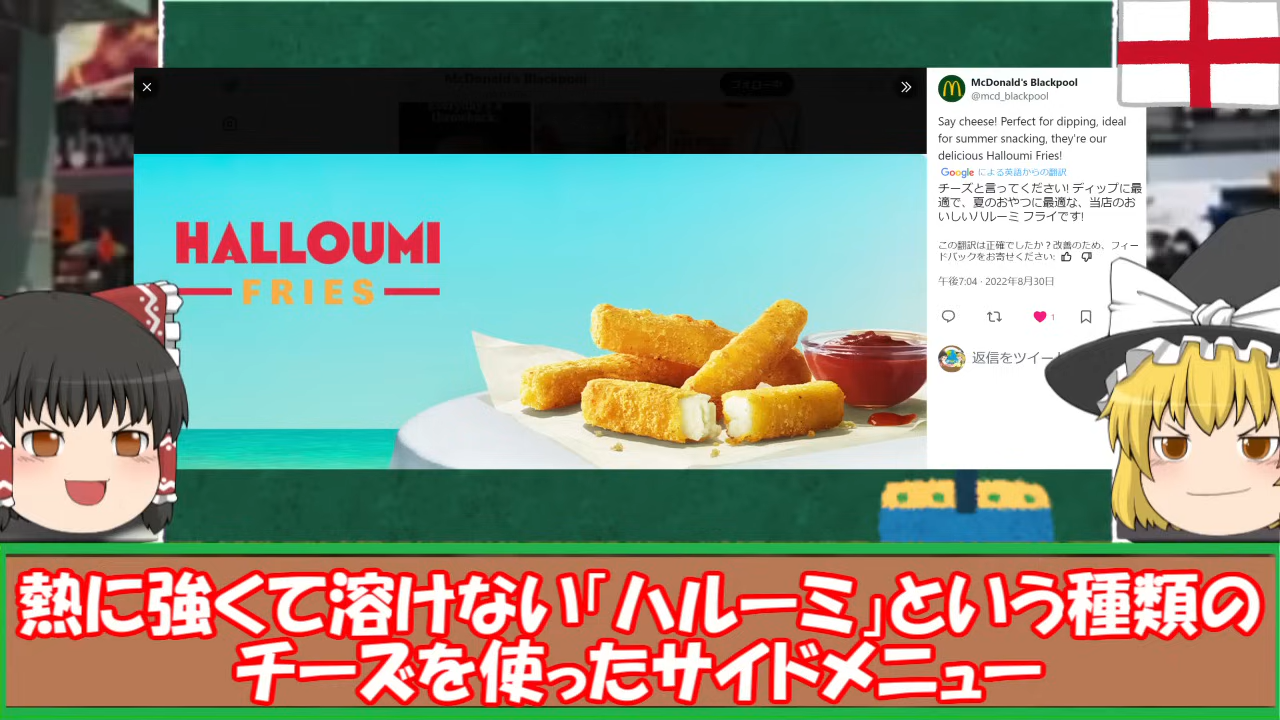 McDonald's Blackpool
フォロー中
McDonald's Blackpool
@mcd_blackpool
Say cheese! Perfect for dipping, ideal
for summer snacking, they're our
delicious Halloumi Fries!
Google による英語からの翻訳
チーズと言ってください! ディップに最
適で、夏のおやつに最適な、当店のお
いしいハルーミ フライです!
この翻訳は正確でしたか？改善のため、フィー
ドバックをお寄せください:
午後7:04 · 2022年8月30日
1
返信をツイート
HALLOUMI
FRIES
熱に強くて溶けない「ハルーミ」という種類の
チーズを使ったサイドメニュー